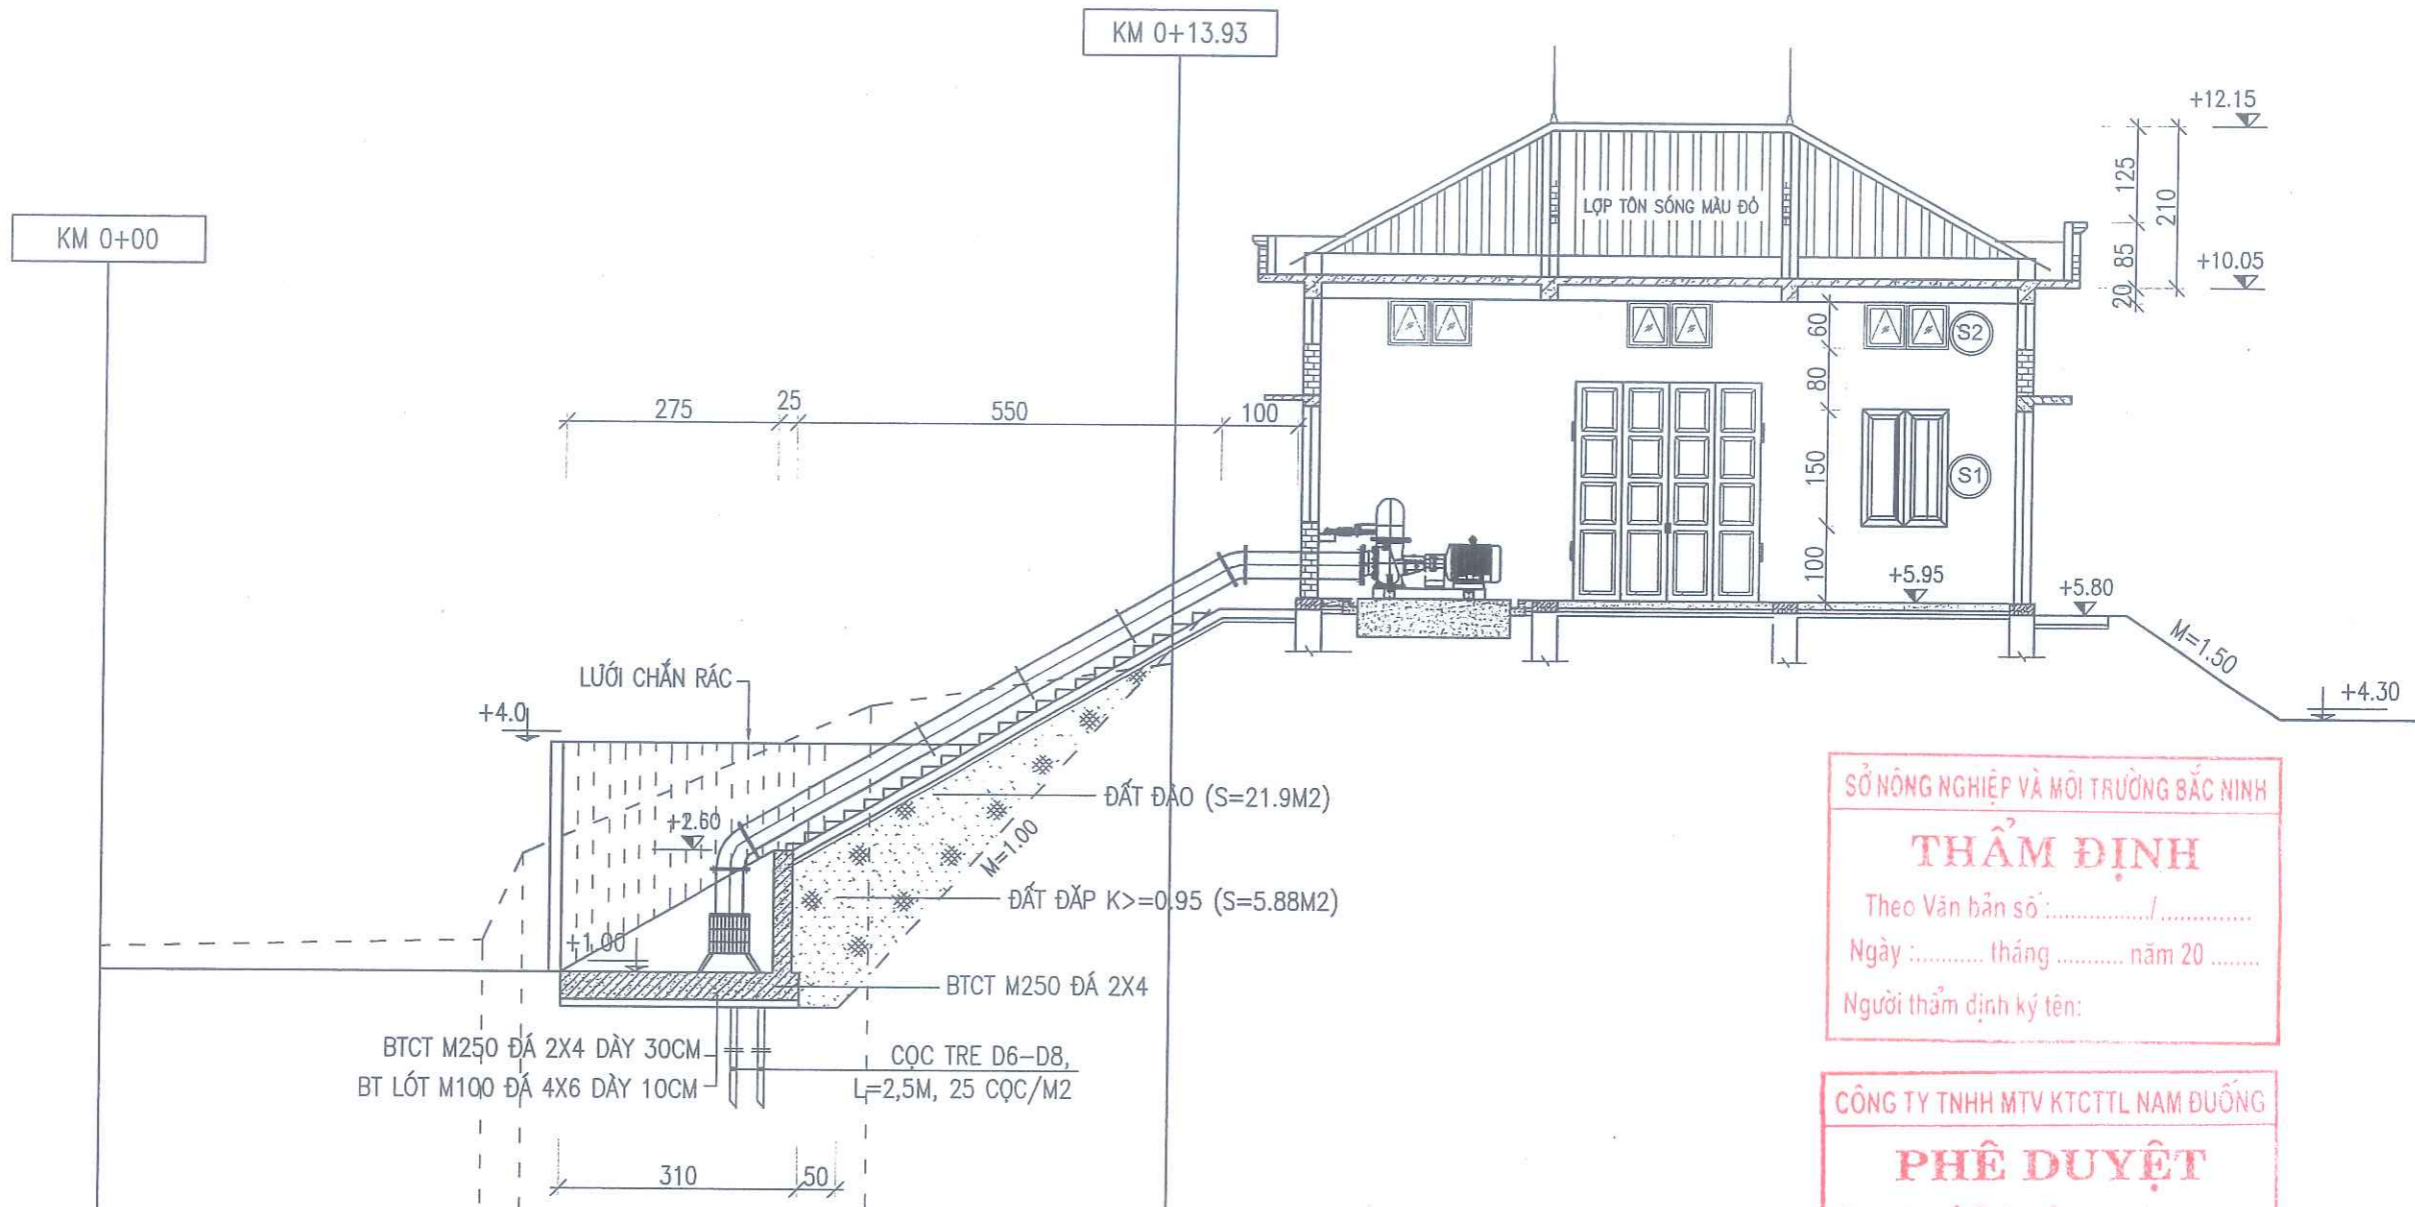 KM 0+13.93
KM 0+00
+12.15
125
210
85
20
+10.05
LỢP TÔN SÓNG MÀU ĐỎ
60
S2
80
150
S1
100
275
25
550
100
+5.95
+5.80
M=1.50
+4.30
LƯỚI CHẮN RÁC
+4.0
+2.60
+1.00
ĐẤT ĐÀO (S=21.9M2)
M=1.00
ĐẤT ĐẮP K>=0.95 (S=5.88M2)
BTCT M250 ĐÁ 2X4
BTCT M250 ĐÁ 2X4 DÀY 30CM
BT LÓT M100 ĐÁ 4X6 DÀY 10CM
CỌC TRE D6-D8,
L=2,5M, 25 CỌC/M2
310
50
SỞ NÔNG NGHIỆP VÀ MÔI TRƯỜNG BẮC NINH
THẨM ĐỊNH
Theo Văn bản số :................/...............
Ngày :........... tháng ........... năm 20 ........
Người thẩm định ký tên:
CÔNG TY TNHH MTV KTCTTL NAM ĐUỐNG
PHÊ DUYỆT